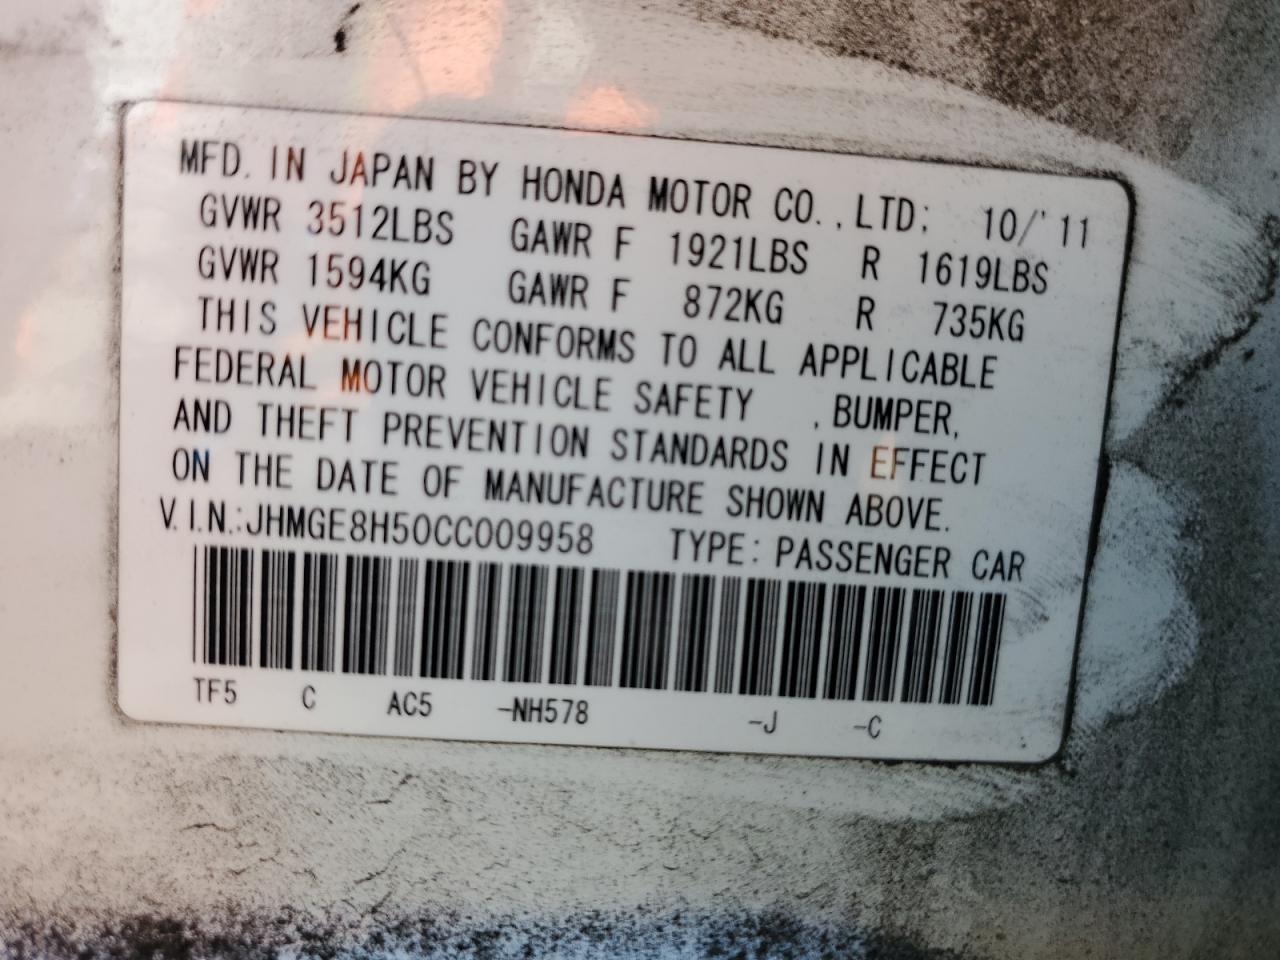 MFD. IN JAPAN BY HONDA MOTOR CO.,LTD; 10/'11
GVWR 3512LBS GAWR F 1921LBS R 1619LBS
GVWR 1594KG GAWR F 872KG R 735KG
THIS VEHICLE CONFORMS TO ALL APPLICABLE
FEDERAL MOTOR VEHICLE SAFETY ,BUMPER,
AND THEFT PREVENTION STANDARDS IN EFFECT
ON THE DATE OF MANUFACTURE SHOWN ABOVE.
V.I.N.:JHMGE8H50CC009958 TYPE:PASSENGER CAR
TF5 C AC5 -NH578 -J -C